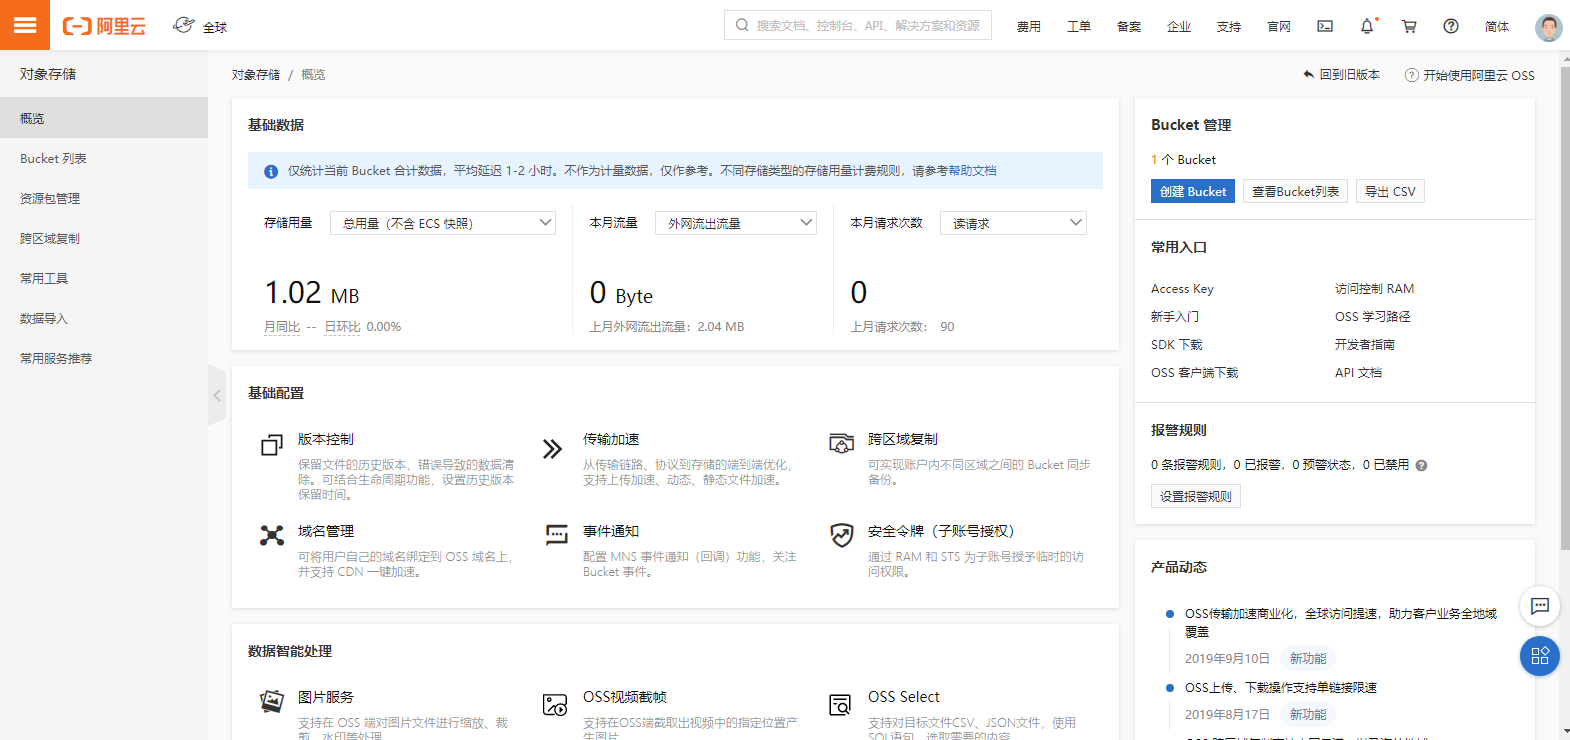 阿里云
全球
搜索文档、控制台、API、解决方案和资源
费用
工单
备案
企业
支持
官网
简体
对象存储
概览
Bucket 列表
资源包管理
跨区域复制
常用工具
数据导入
常用服务推荐
对象存储 / 概览
回到旧版本
开始使用阿里云 OSS
基础数据
仅统计当前 Bucket 合计数据，平均延迟 1-2 小时。不作为计量数据，仅作参考。不同存储类型的存储用量计费规则，请参考帮助文档
存储用量 总用量（不含 ECS 快照）
1.02 MB
月同比 -- 日环比 0.00%
本月流量 外网流出流量
0 Byte
上月外网流出流量： 2.04 MB
本月请求次数 读请求
0
上月请求次数： 90
基础配置
版本控制
保留文件的历史版本，错误导致的数据清
除。可结合生命周期功能，设置历史版本
保留时间。
传输加速
从传输链路、协议到存储的端到端优化，
支持上传加速、动态、静态文件加速。
跨区域复制
可实现账户内不同区域之间的 Bucket 同步
备份。
域名管理
可将用户自己的域名绑定到 OSS 域名上，
并支持 CDN 一键加速。
事件通知
配置 MNS 事件通知（回调）功能，关注
Bucket 事件。
安全令牌（子账号授权）
通过 RAM 和 STS 为子账号授予临时的访
问权限。
数据智能处理
图片服务
支持在 OSS 端对图片文件进行缩放、裁
剪、水印等处理
OSS视频截帧
支持在OSS端截取出视频中的指定位置产
生图片
OSS Select
支持对目标文件CSV、JSON文件，使用
SQL语句，选取需要的内容
Bucket 管理
1 个 Bucket
创建 Bucket
查看Bucket列表
导出 CSV
常用入口
Access Key
访问控制 RAM
新手入门
OSS 学习路径
SDK 下载
开发者指南
OSS 客户端下载
API 文档
报警规则
0 条报警规则，0 已报警，0 预警状态，0 已禁用
设置报警规则
产品动态
OSS传输加速商业化，全球访问提速，助力客户业务全地域
覆盖
2019年9月10日 新功能
OSS上传、下载操作支持单链接限速
2019年8月17日 新功能